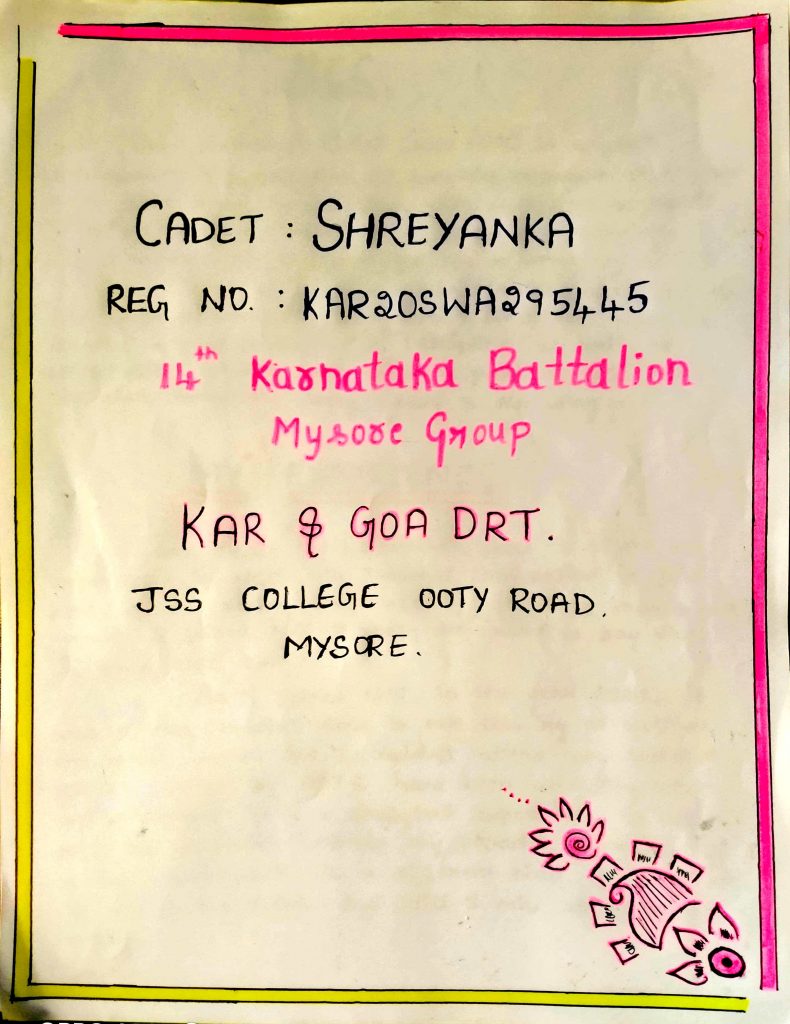 CADET : SHREYANKA
REG NO. : KAR20SWA295445
14th Karnataka Battalion
Mysore Group
KAR & GOA DRT.
JSS COLLEGE OOTY ROAD.
MYSORE.